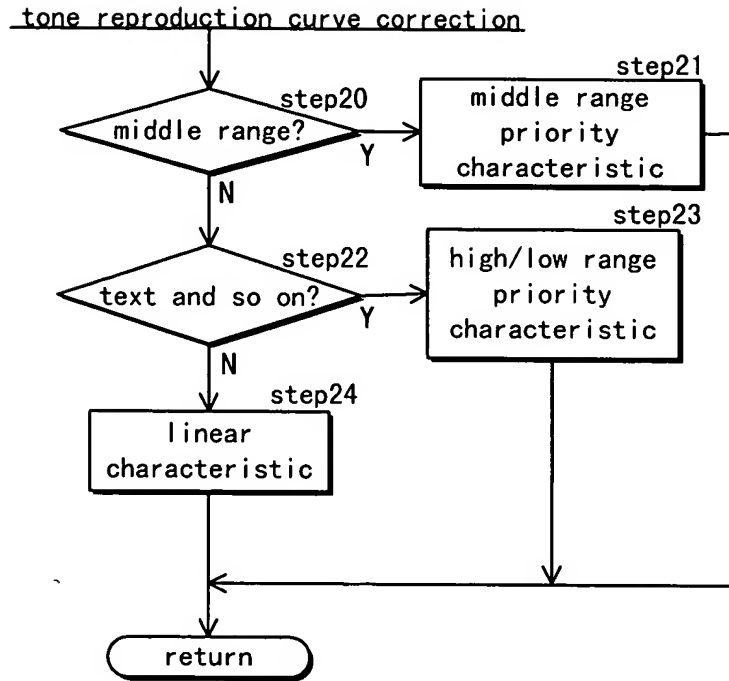 tone reproduction curve correction
step20
middle range?
Y
N
step21
middle range
priority
characteristic
step22
text and so on?
Y
N
step23
high/low range
priority
characteristic
step24
linear
characteristic
return